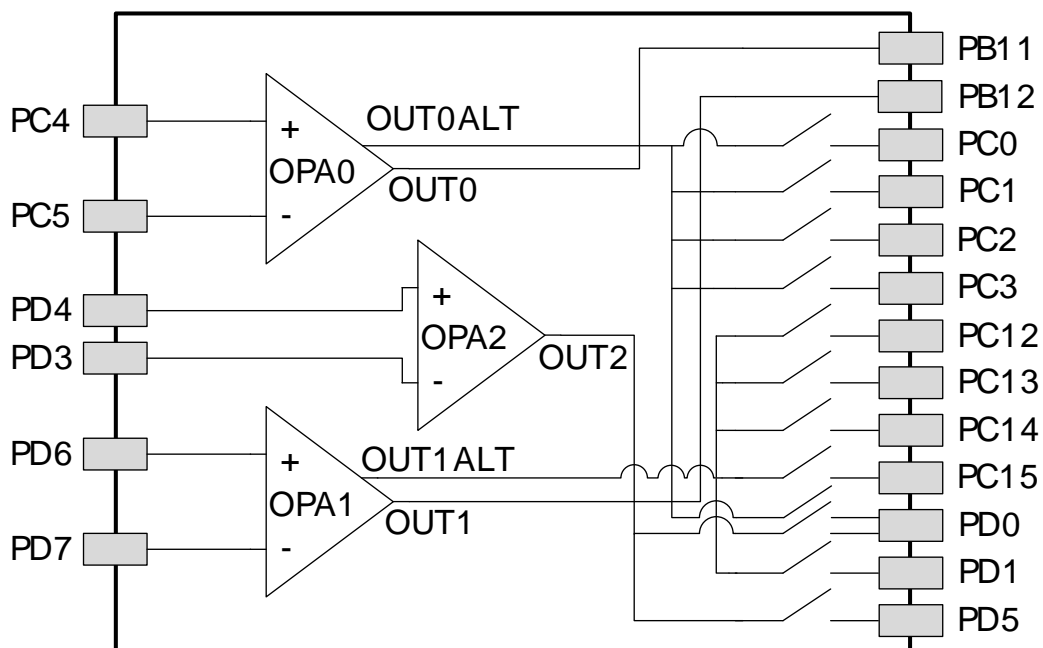 PC4
PC5
PD4
PD3
PD6
PD7
+
OPA0
-
OUT0ALT
OUT0
+
OPA2
-
OUT2
+
OPA1
-
OUT1ALT
OUT1
PB11
PB12
PC0
PC1
PC2
PC3
PC12
PC13
PC14
PC15
PD0
PD1
PD5